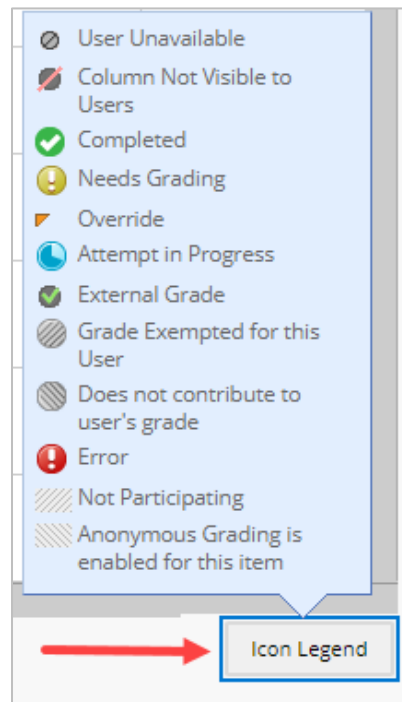 User Unavailable
Column Not Visible to
Users
Completed
Needs Grading
Override
Attempt in Progress
External Grade
Grade Exempted for this
User
Does not contribute to
user's grade
Error
Not Participating
Anonymous Grading is
enabled for this item
Icon Legend